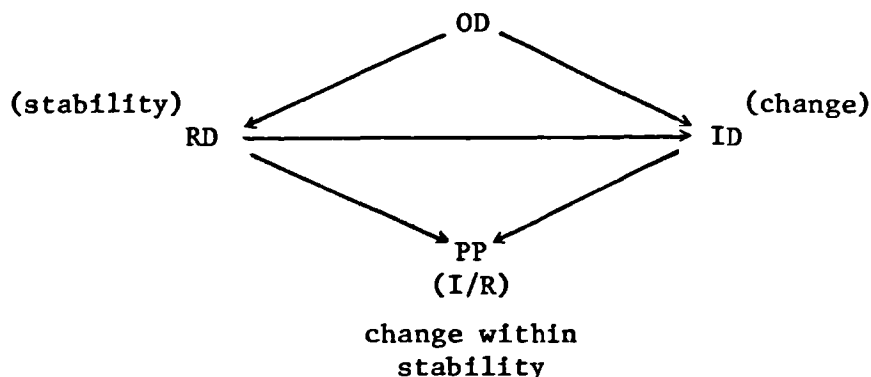 OD
(stability)
(change)
RD
ID
PP
(I/R)
change within
stability